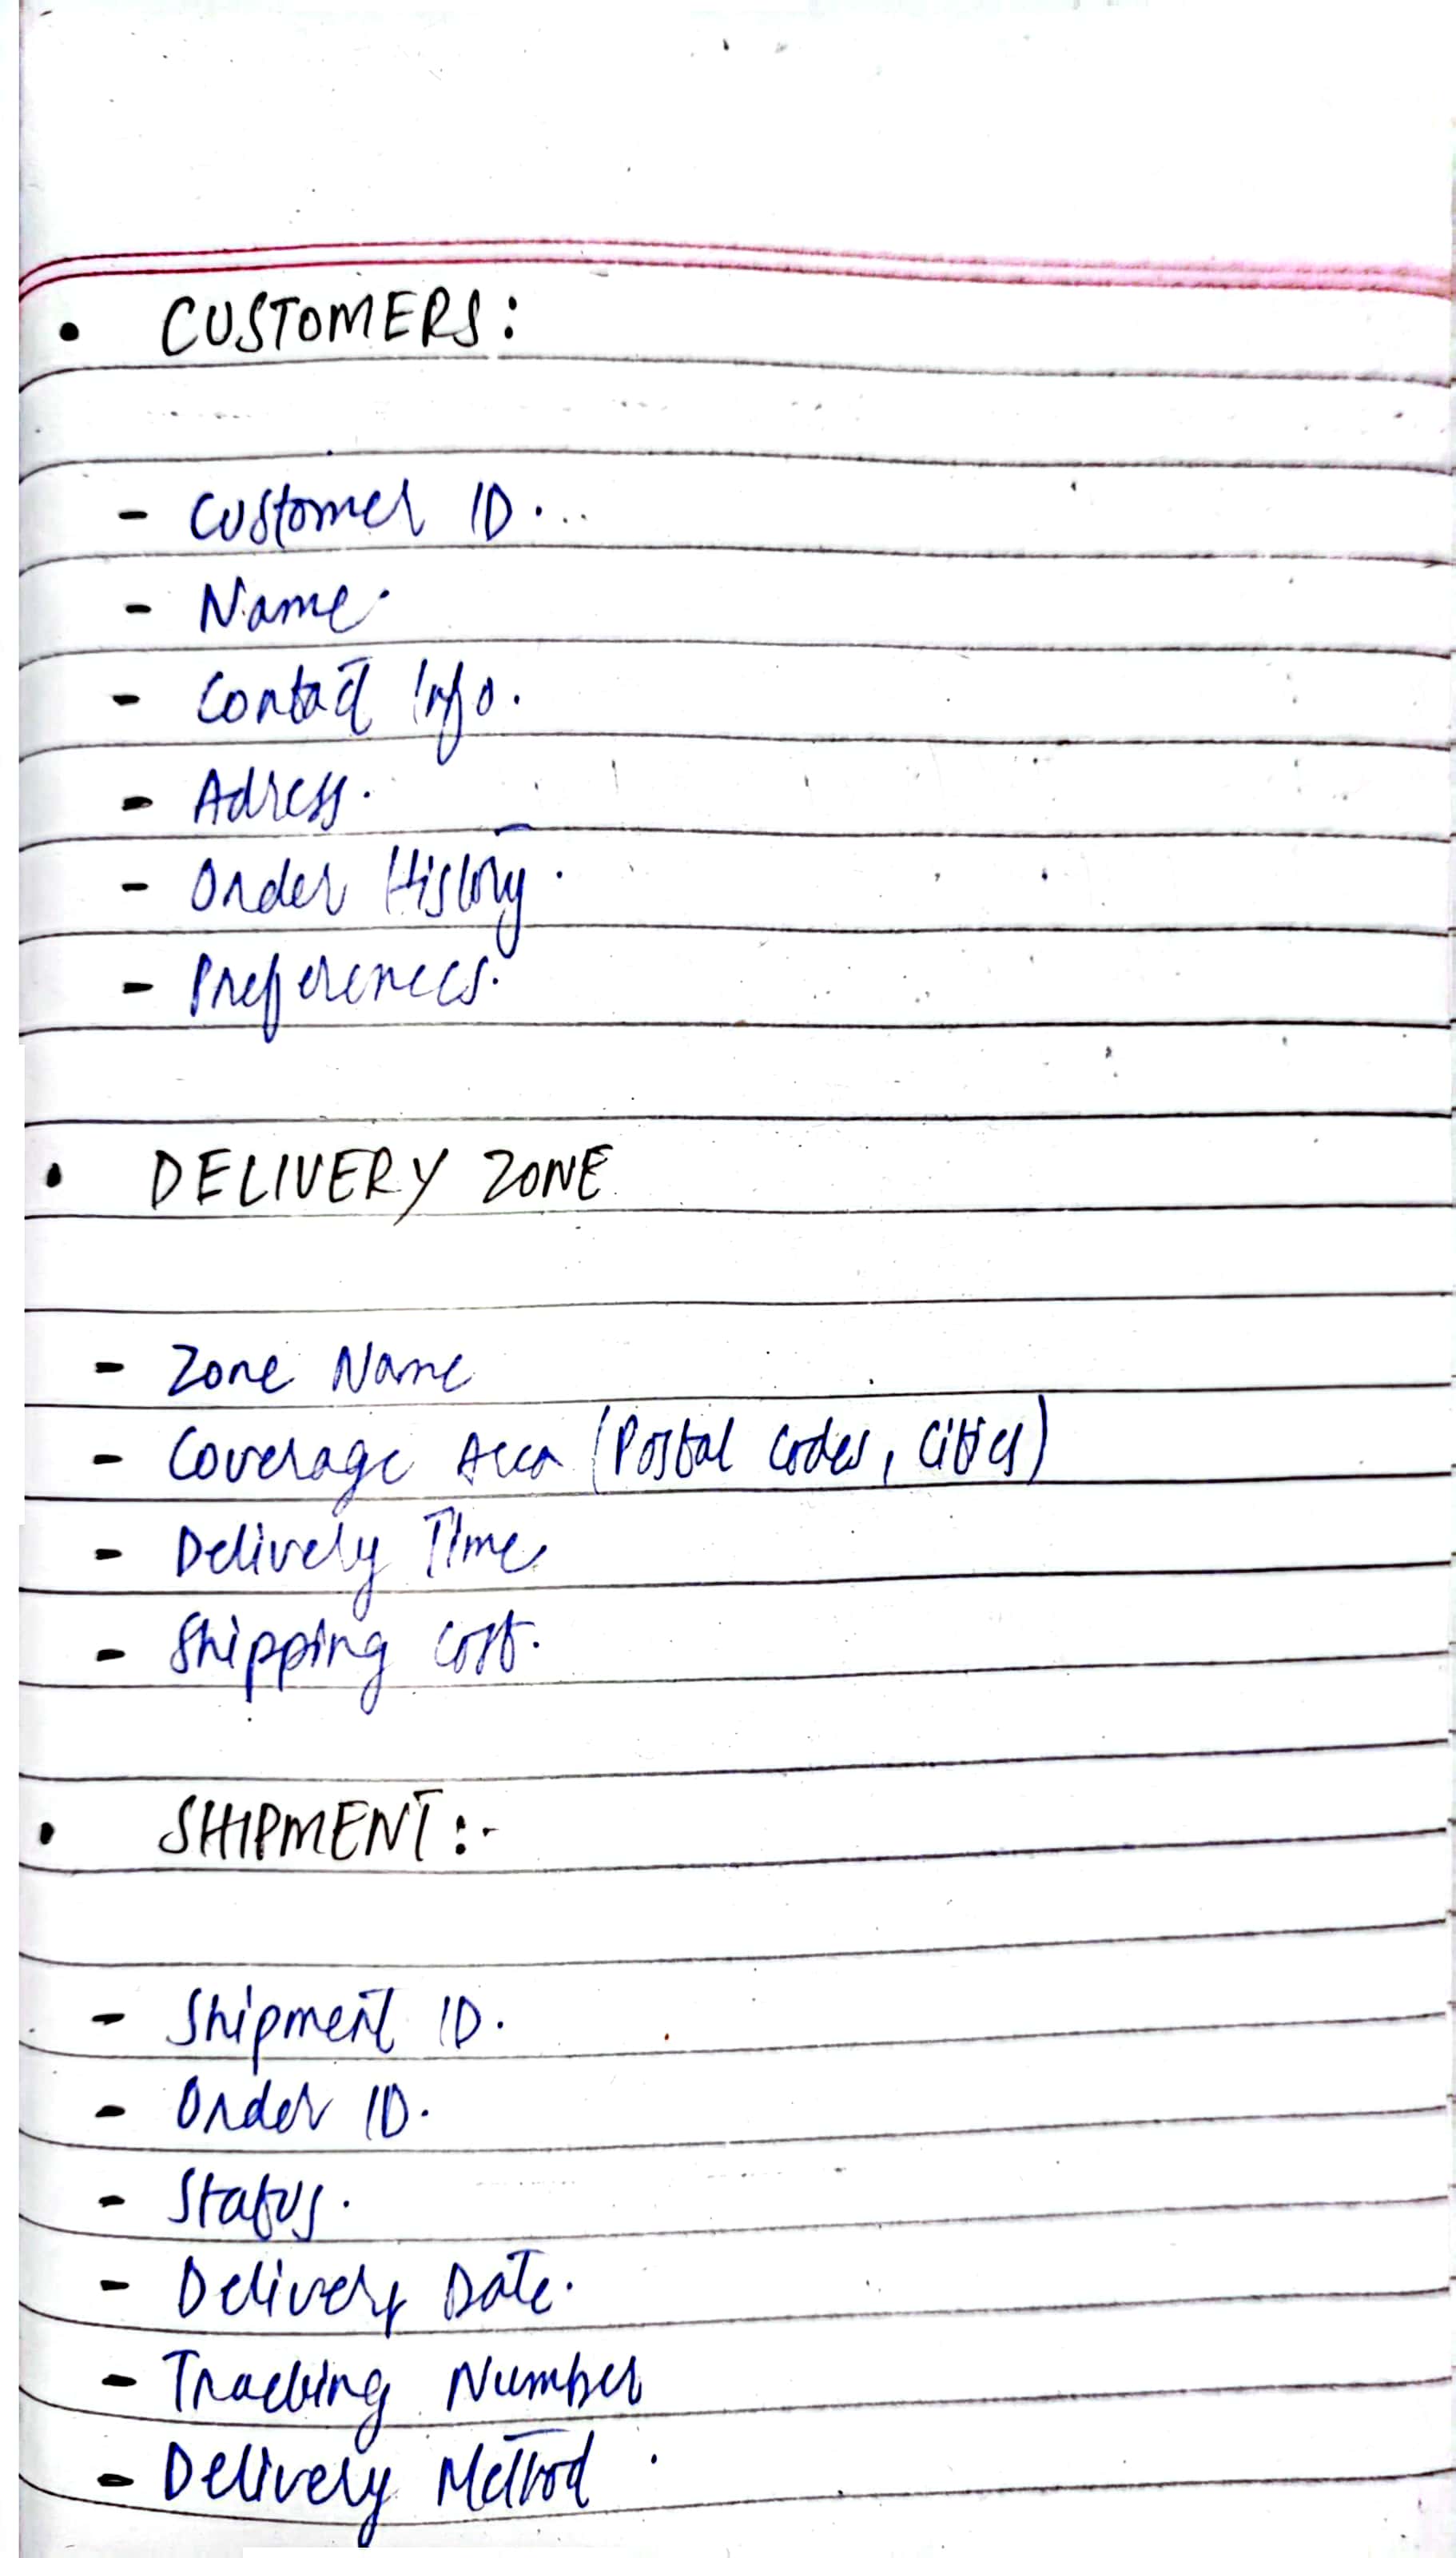 • CUSTOMERS:
- Customer ID.
- Name.
- Contact Info.
- Adress.
- Order History.
- Preferences.
• DELIVERY ZONE
- Zone Name
- Coverage Area (Postal Codes, Cities)
- Delivery Time
- Shipping Cost.
• SHIPMENT:-
- Shipment ID.
- Order ID.
- Status.
- Delivery Date.
- Tracking Number
- Delivery Method.